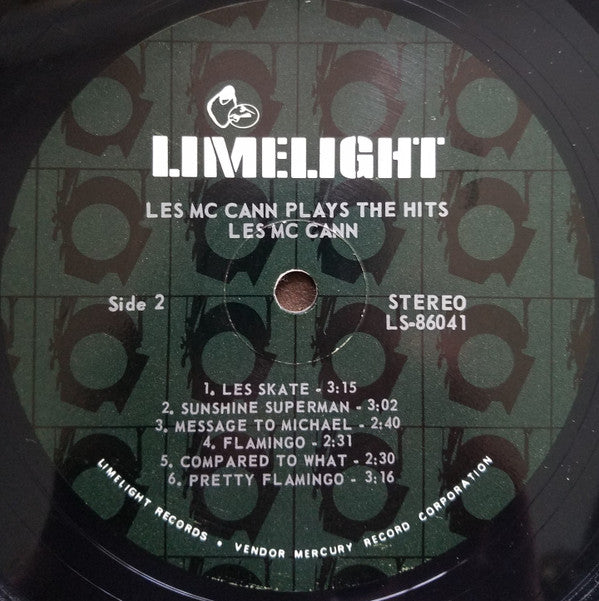 LIMELIGHT
LES MC CANN PLAYS THE HITS
LES MC CANN
Side 2
STEREO
LS-86041
1. LES SKATE - 3:15
2. SUNSHINE SUPERMAN - 3:02
3. MESSAGE TO MICHAEL - 2:40
4. FLAMINGO - 2:31
5. COMPARED TO WHAT - 2:30
6. PRETTY FLAMINGO - 3:16
LIMELIGHT RECORDS • VENDOR MERCURY RECORD CORPORATION